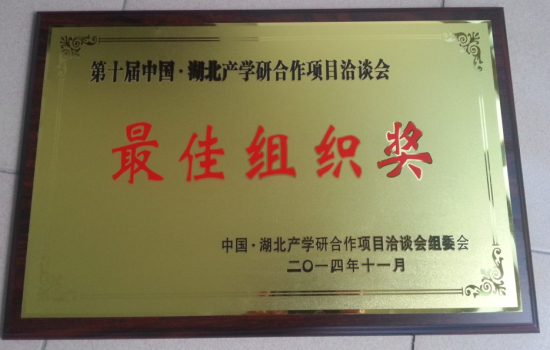 第十届中国·湖北产学研合作项目洽谈会
最佳组织奖
中国·湖北产学研合作项目洽谈会组委会
二〇一四年十一月